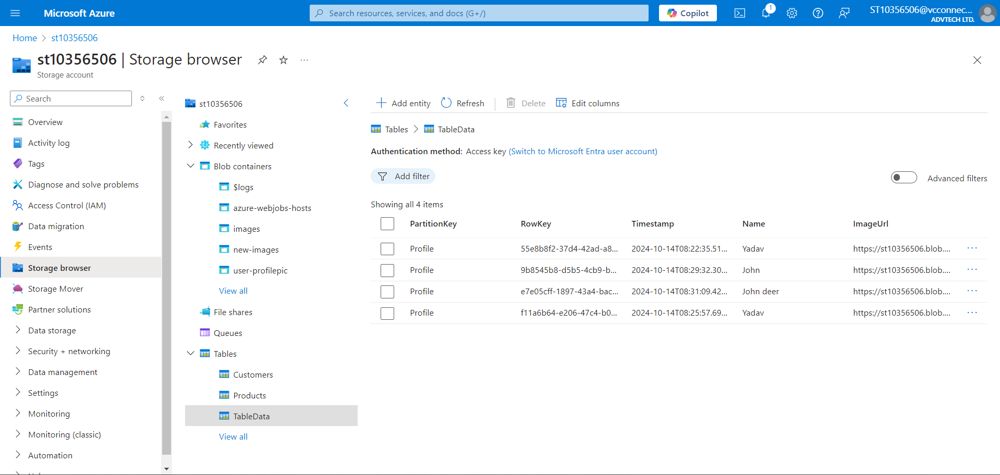 Microsoft Azure
Search resources, services, and docs (G+/)
Copilot
1
ST10356506@vcconnec...
ADVTECH LTD.
Home > st10356506
st10356506 | Storage browser
Storage account
Search
Overview
Activity log
Tags
Diagnose and solve problems
Access Control (IAM)
Data migration
Events
Storage browser
Storage Mover
Partner solutions
Data storage
Security + networking
Data management
Settings
Monitoring
Monitoring (classic)
Automation
st10356506
Favorites
Recently viewed
Blob containers
$logs
azure-webjobs-hosts
images
new-images
user-profilepic
View all
File shares
Queues
Tables
Customers
Products
TableData
View all
Add entity Refresh Delete Edit columns
Tables > TableData
Authentication method: Access key (Switch to Microsoft Entra user account)
Add filter
Advanced filters
Showing all 4 items
PartitionKey RowKey Timestamp Name ImageUrl
Profile 55e8b8f2-37d4-42ad-a8... 2024-10-14T08:22:35.51... Yadav https://st10356506.blob....
Profile 9b8545b8-d5b5-4cb9-b... 2024-10-14T08:29:32.30... John https://st10356506.blob....
Profile e7e05cff-1897-43a4-bac... 2024-10-14T08:31:09.42... John deer https://st10356506.blob....
Profile f11a6b64-e206-47c4-b0... 2024-10-14T08:25:57.69... Yadav https://st10356506.blob....